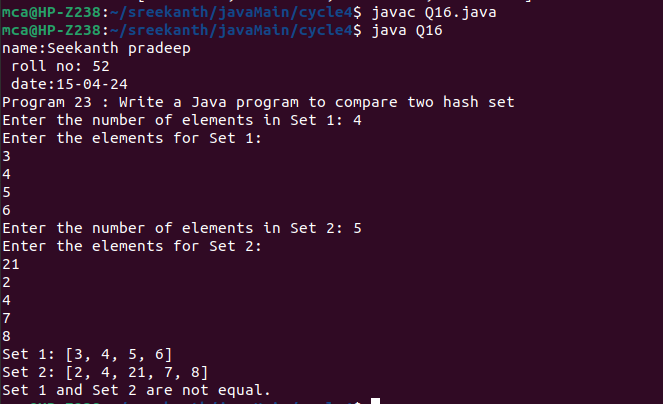 mca@HP-Z238:~/sreekanth/javaMain/cycle4$ javac Q16.java
mca@HP-Z238:~/sreekanth/javaMain/cycle4$ java Q16
name:Seekanth pradeep
 roll no: 52
 date:15-04-24
Program 23 : Write a Java program to compare two hash set
Enter the number of elements in Set 1: 4
Enter the elements for Set 1:
3
4
5
6
Enter the number of elements in Set 2: 5
Enter the elements for Set 2:
21
2
4
7
8
Set 1: [3, 4, 5, 6]
Set 2: [2, 4, 21, 7, 8]
Set 1 and Set 2 are not equal.